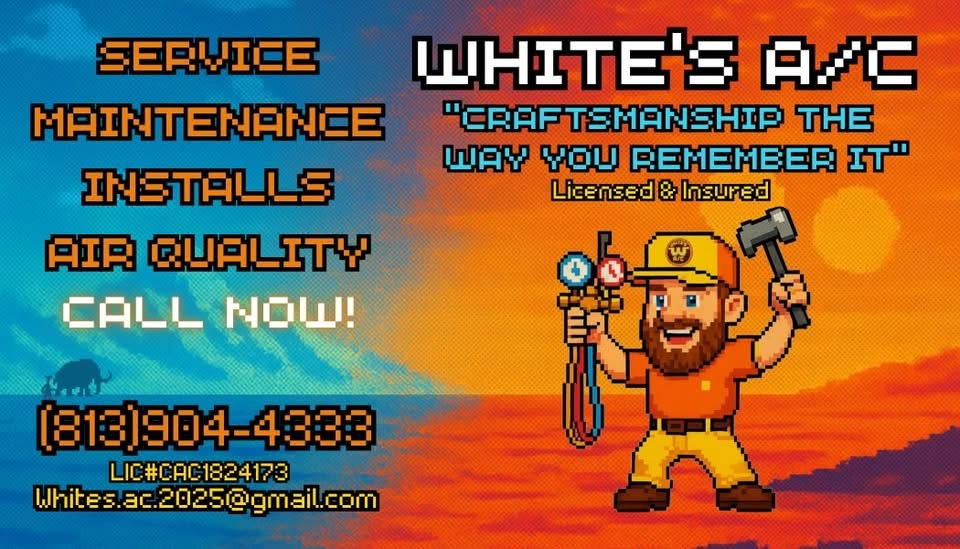 SERVICE
MAINTENANCE
INSTALLS
AIR QUALITY
CALL NOW!
(813)904-4333
LIC#CAC1824173
Whites.ac.2025@gmail.com
WHITE'S A/C
"CRAFTSMANSHIP THE
WAY YOU REMEMBER IT"
Licensed & Insured
WHITE'S
W
A/C